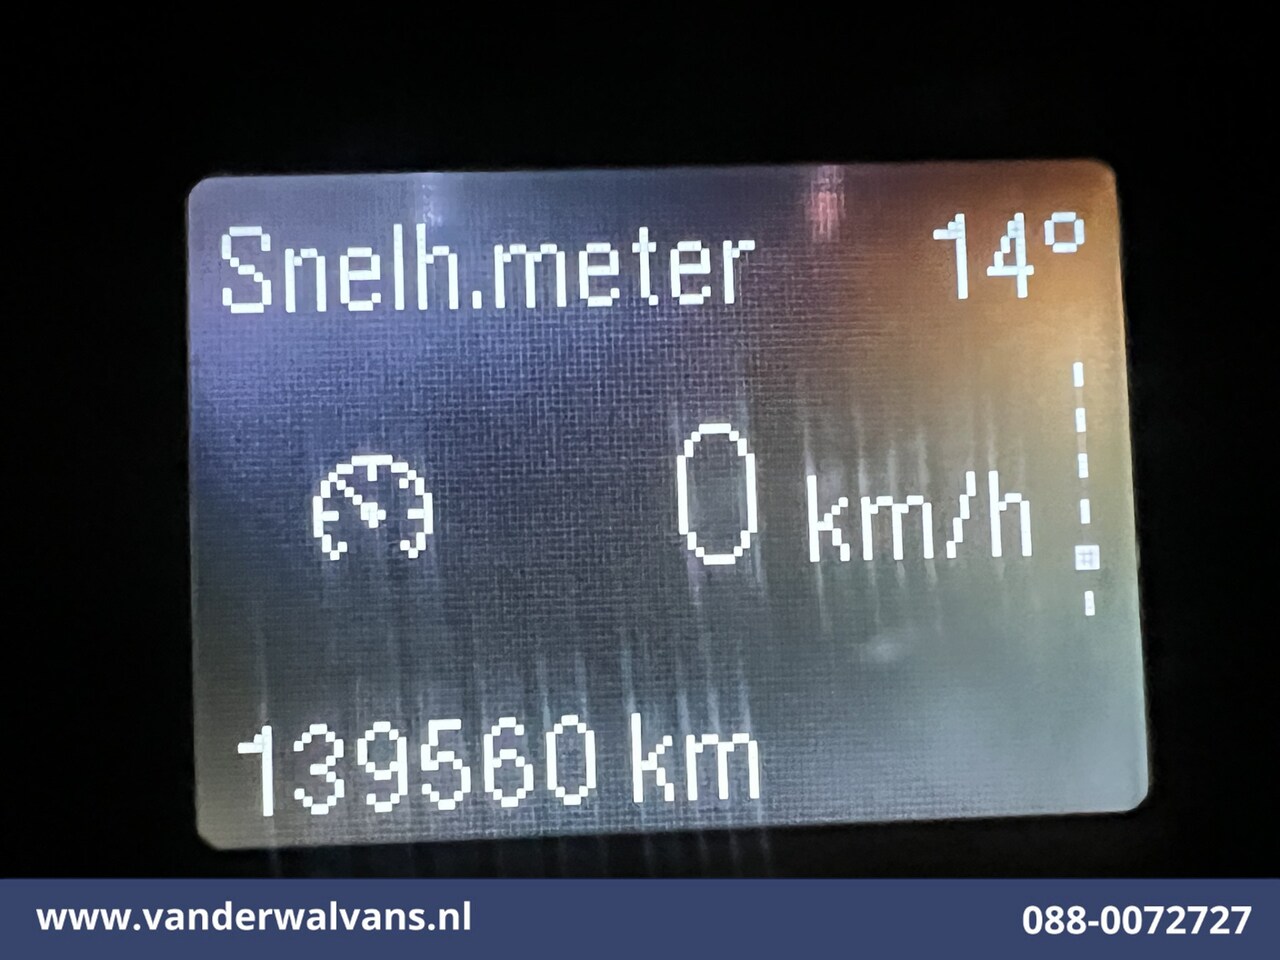 Snelh.meter 14°
0 km/h
139560 km
www.vanderwalvans.nl 088-0072727